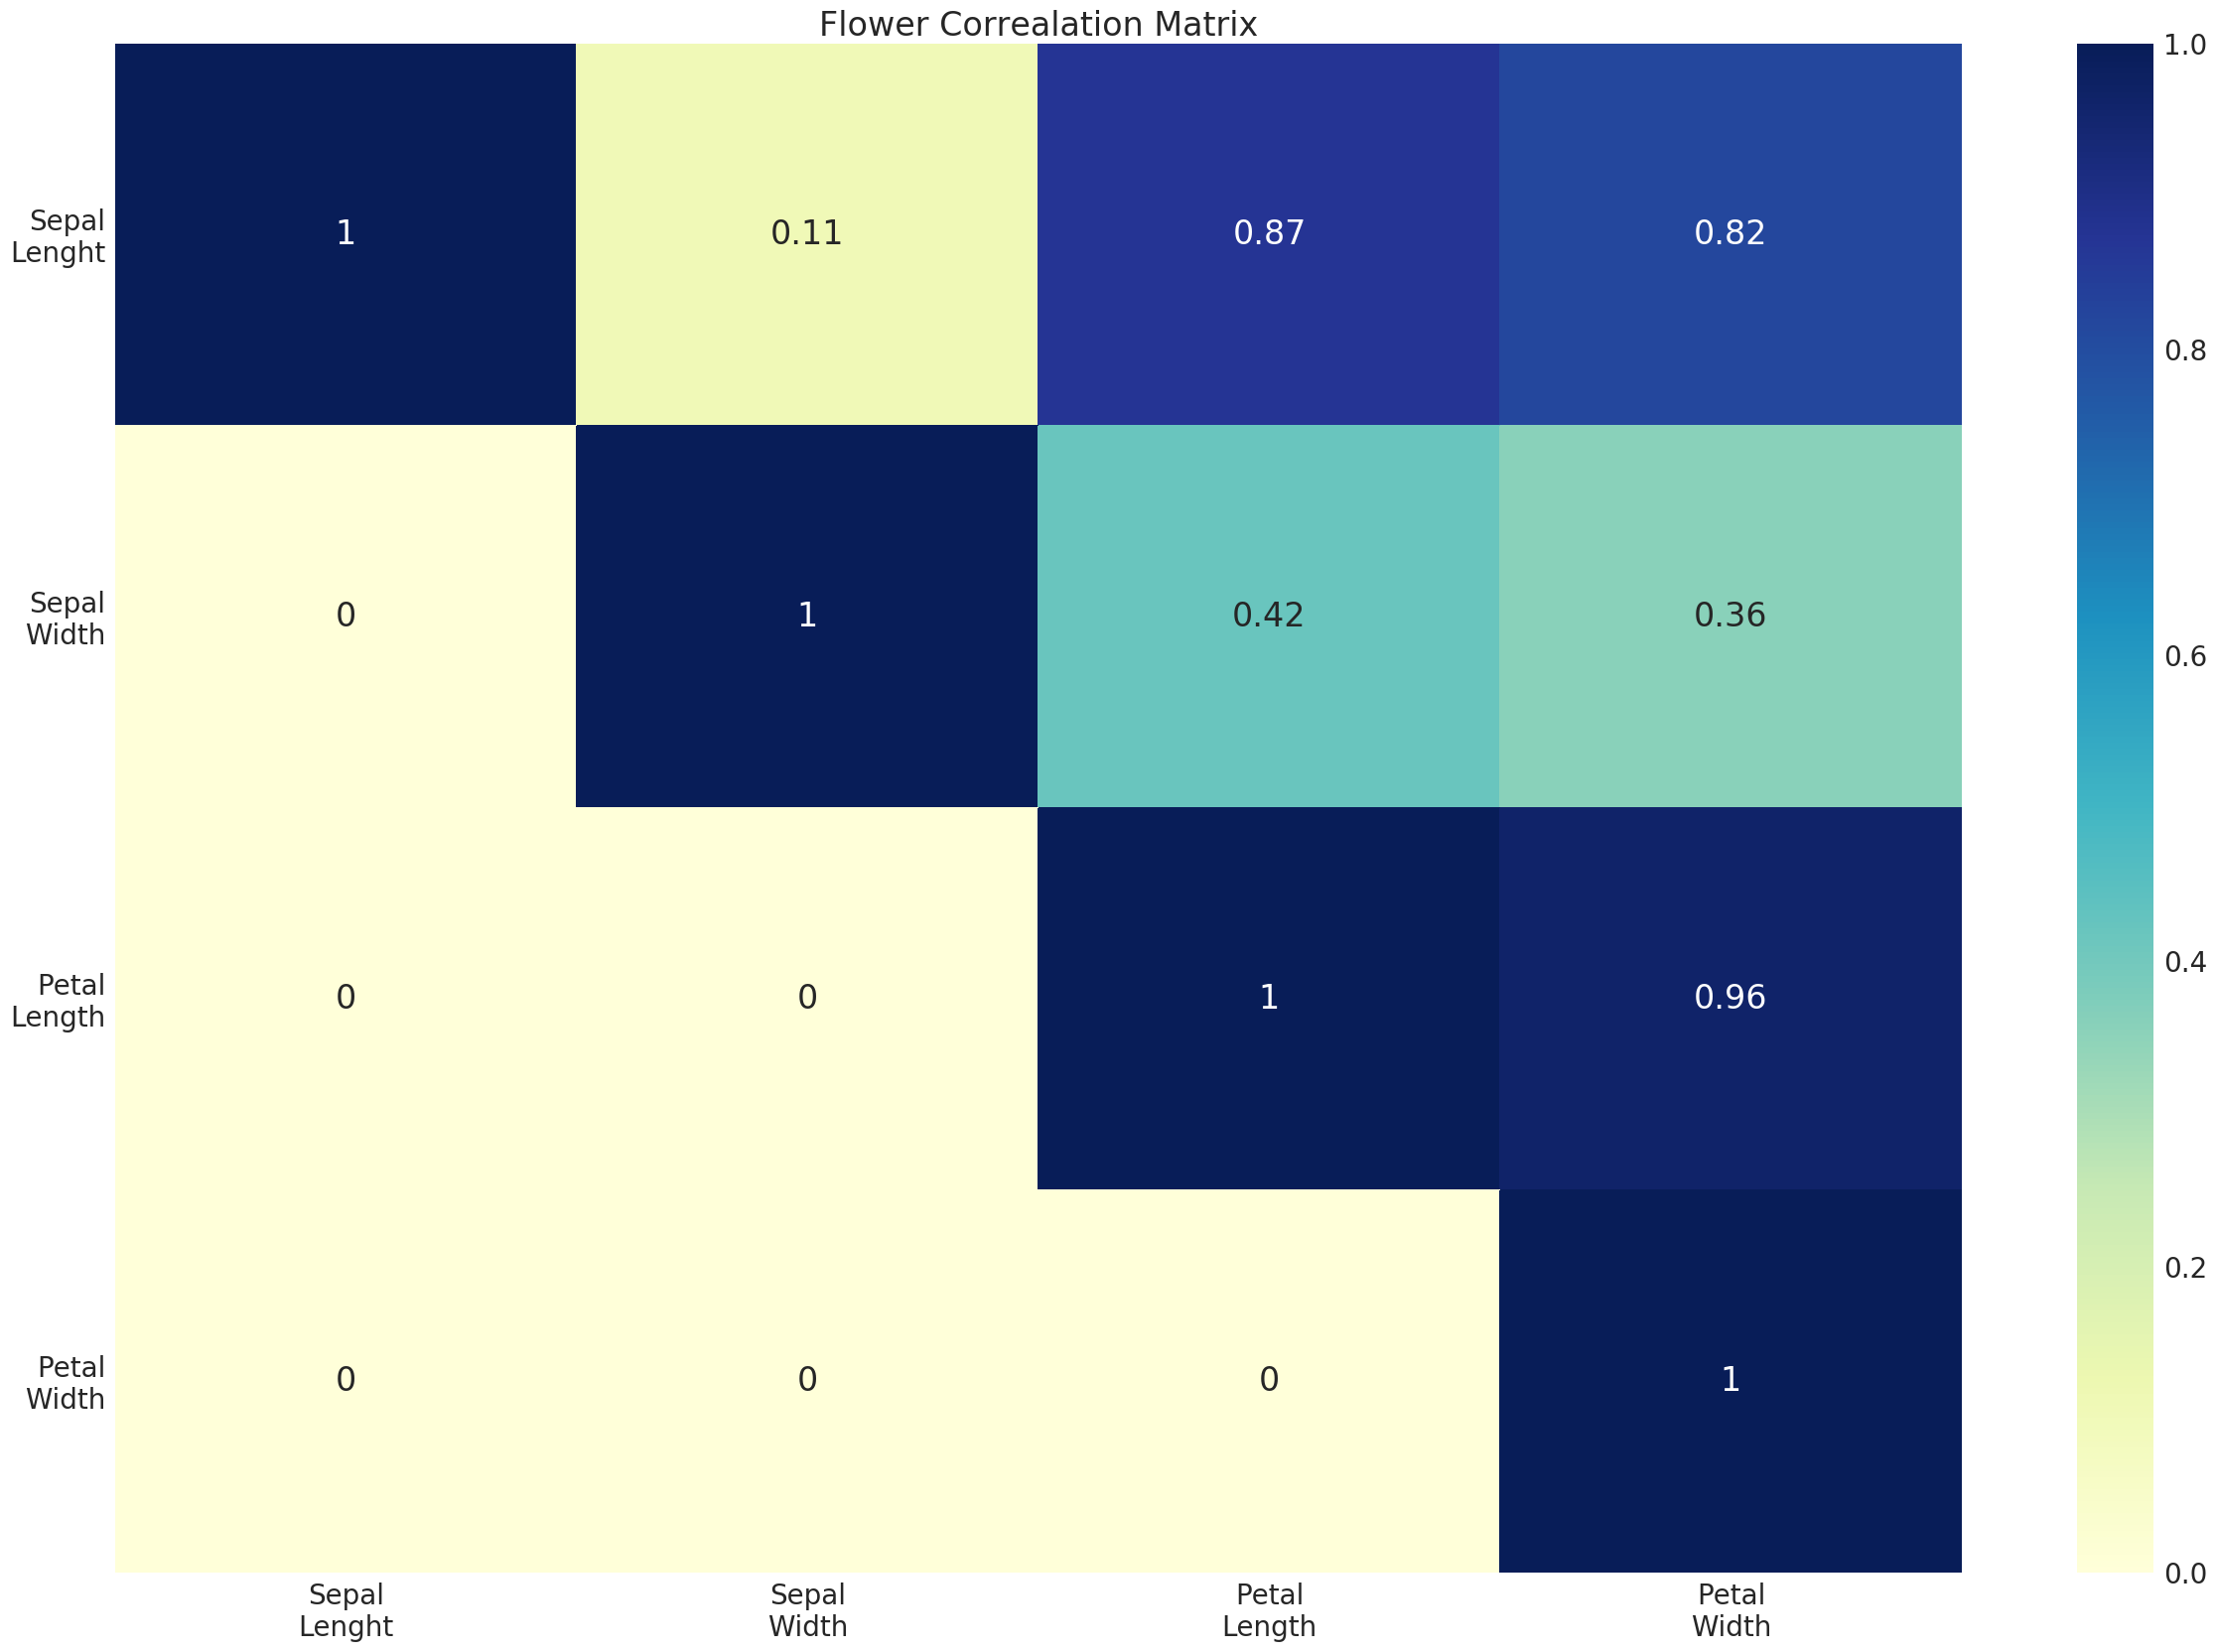 Flower Correalation Matrix
1.0
Sepal
Lenght
1
0.11
0.87
0.82
0.8
Sepal
Width
0
1
0.42
0.36
0.6
Petal
Length
0
0
1
0.96
0.4
0.2
Petal
Width
0
0
0
1
0.0
Sepal
Lenght
Sepal
Width
Petal
Length
Petal
Width